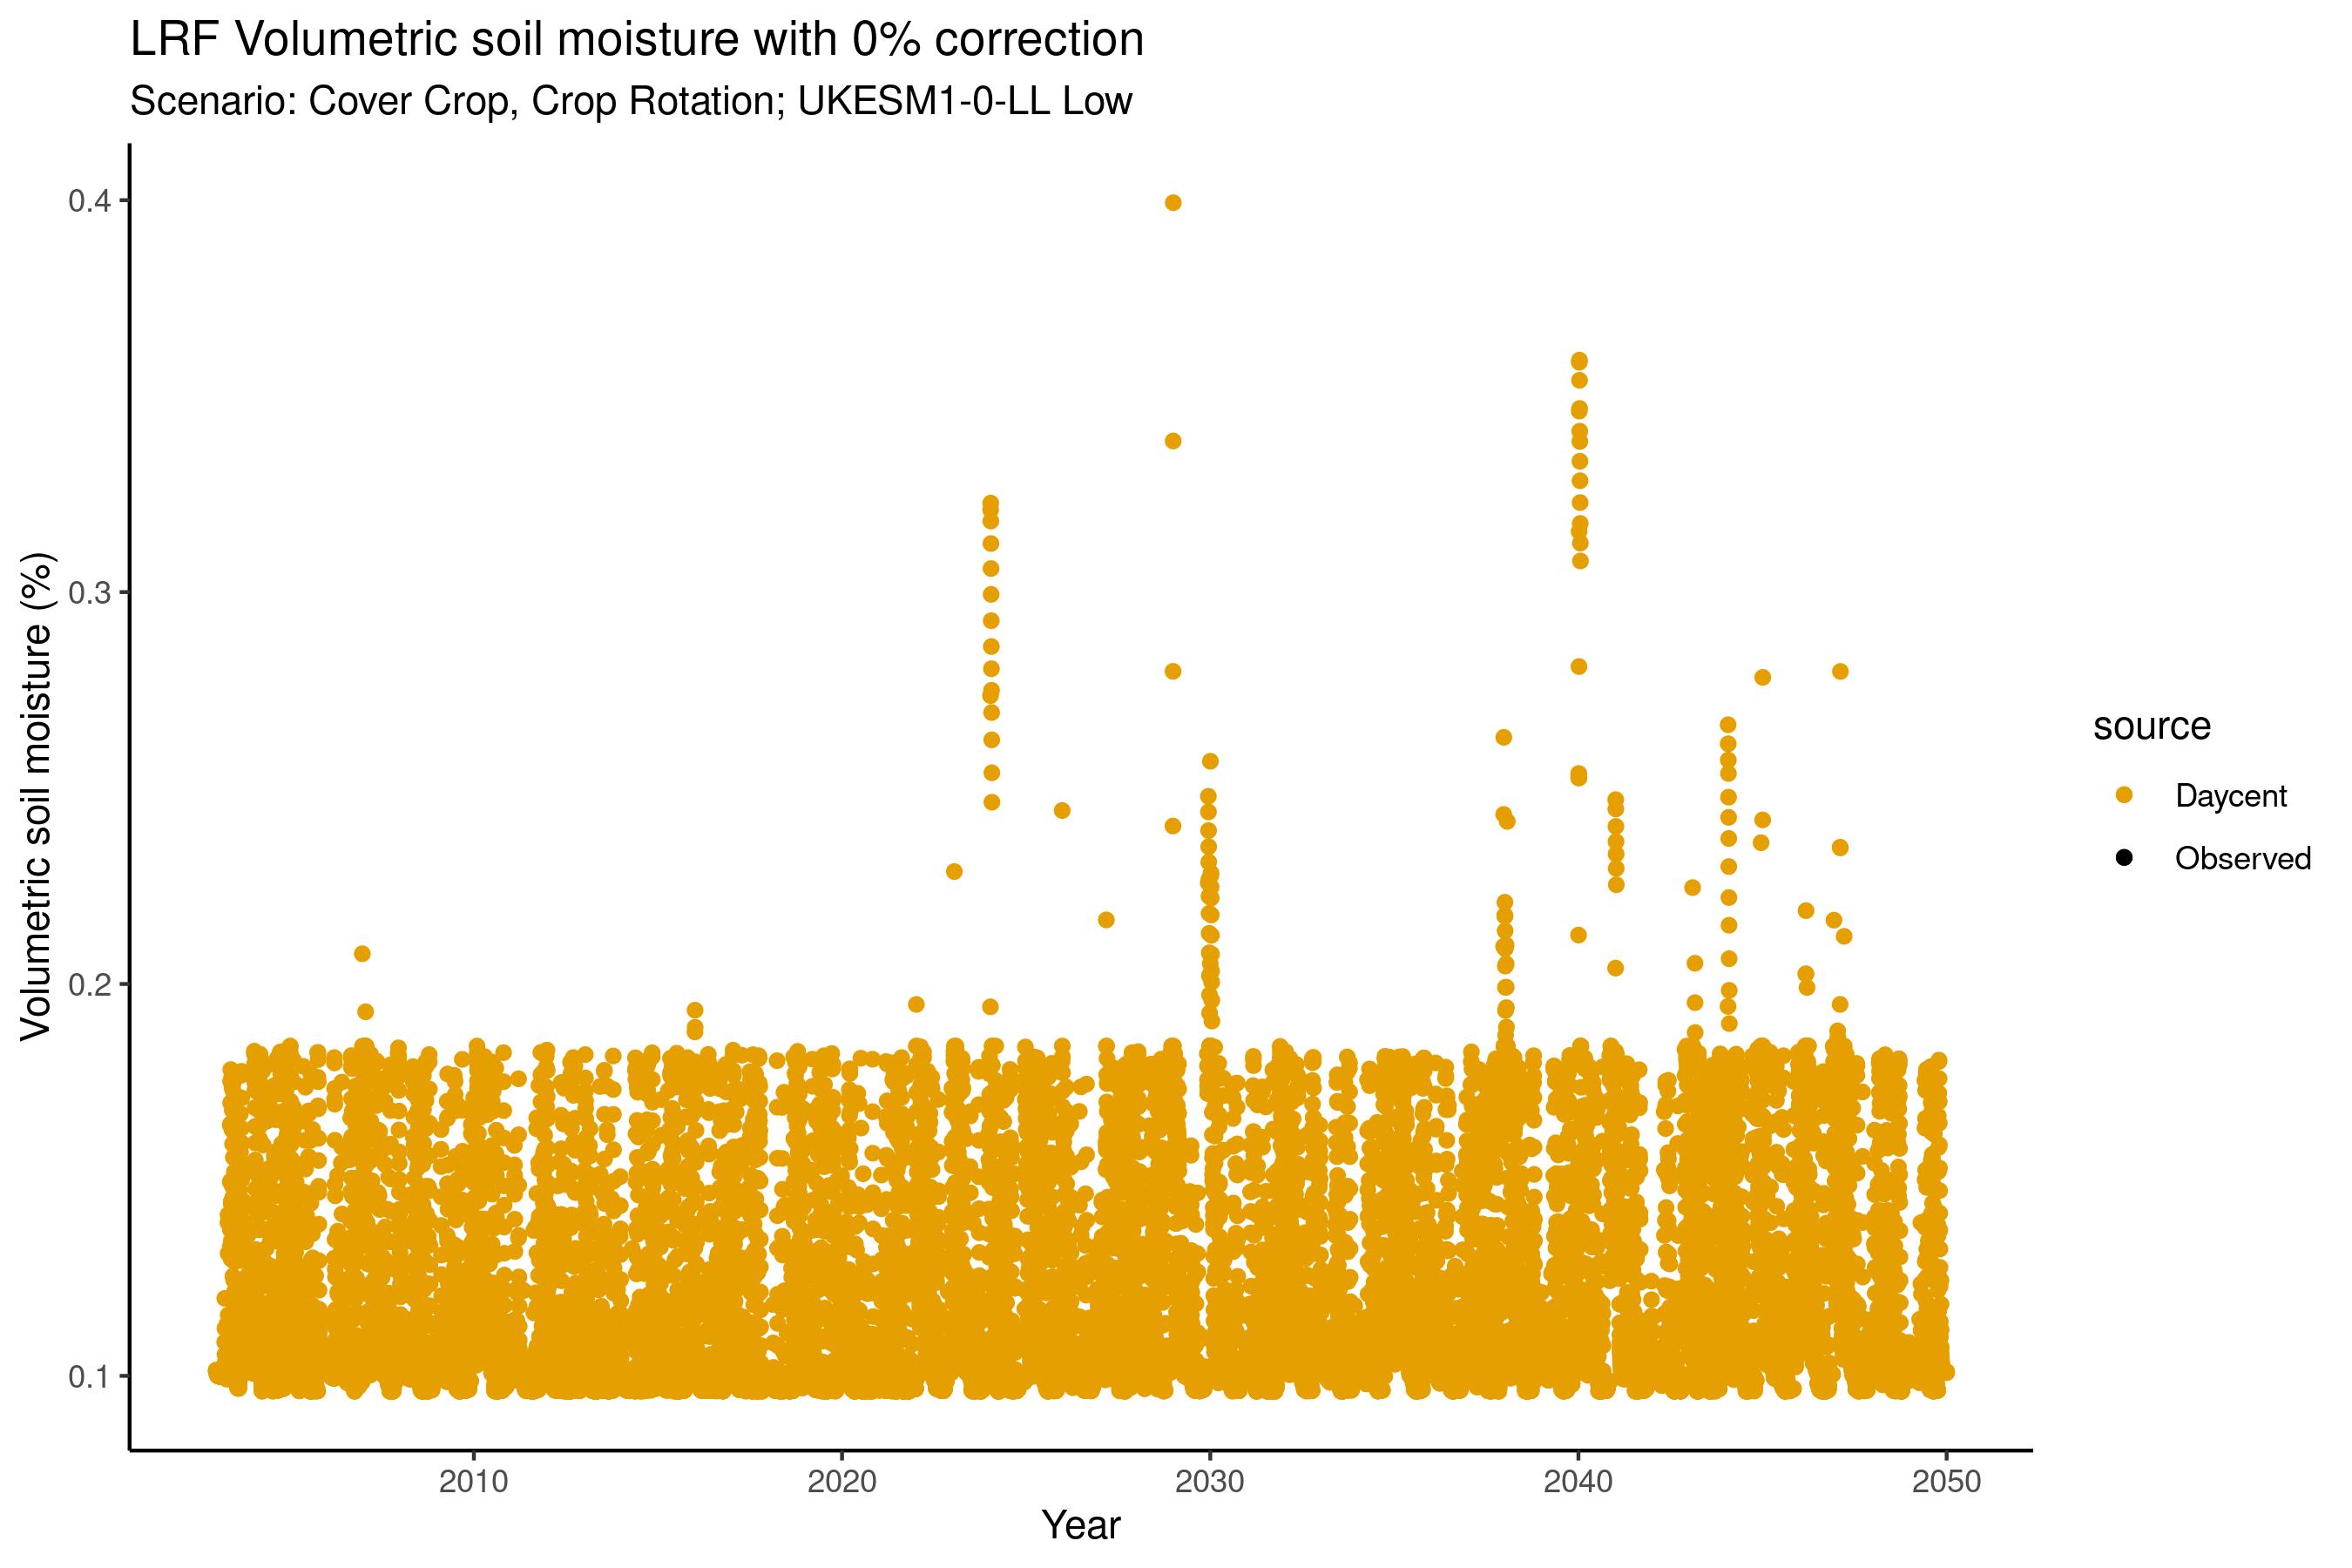 LRF Volumetric soil moisture with 0% correction
Scenario: Cover Crop, Crop Rotation; UKESM1-0-LL Low
Volumetric soil moisture (%)
0.4
0.3
0.2
0.1
2010
2020
2030
2040
2050
Year
source
Daycent
Observed